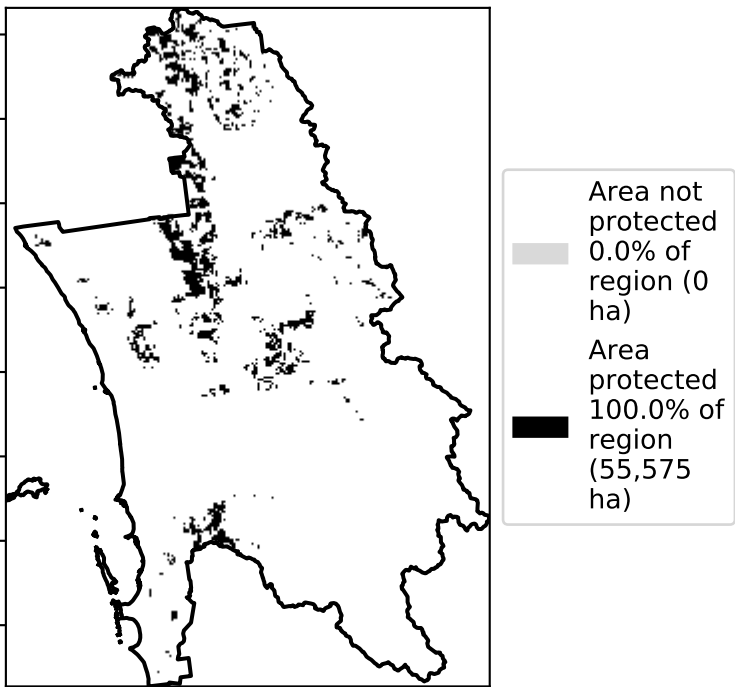 Area not
protected
0.0% of
region (0
ha)
Area
protected
100.0% of
region
(55,575
ha)